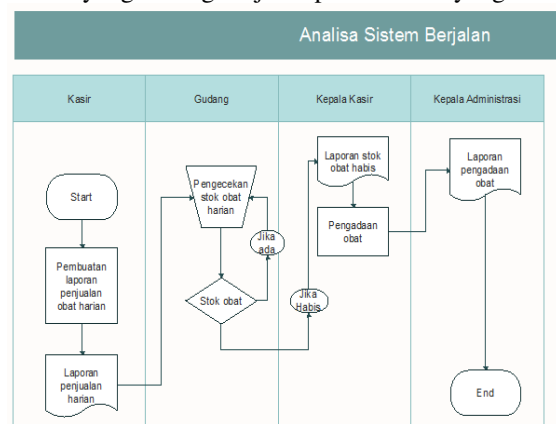 Analisa Sistem Berjalan
Kasir
Gudang
Kepala Kasir
Kepala Administrasi
Start
Pembuatan
laporan
penjualan
obat harian
Laporan
penjualan
harian
Pengecekan
stok obat
harian
Jika
ada
Stok obat
Jika
Habis
Laporan stok
obat habis
Pengadaan
obat
Laporan
pengadaan
obat
End